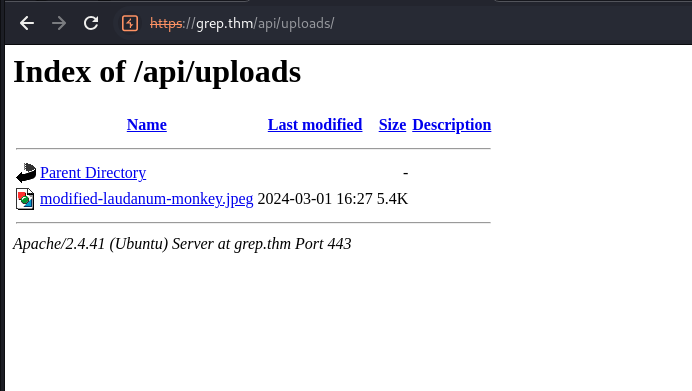 https://grep.thm/api/uploads/
Index of /api/uploads
Name Last modified Size Description
Parent Directory -
modified-laudanum-monkey.jpeg 2024-03-01 16:27 5.4K
Apache/2.4.41 (Ubuntu) Server at grep.thm Port 443